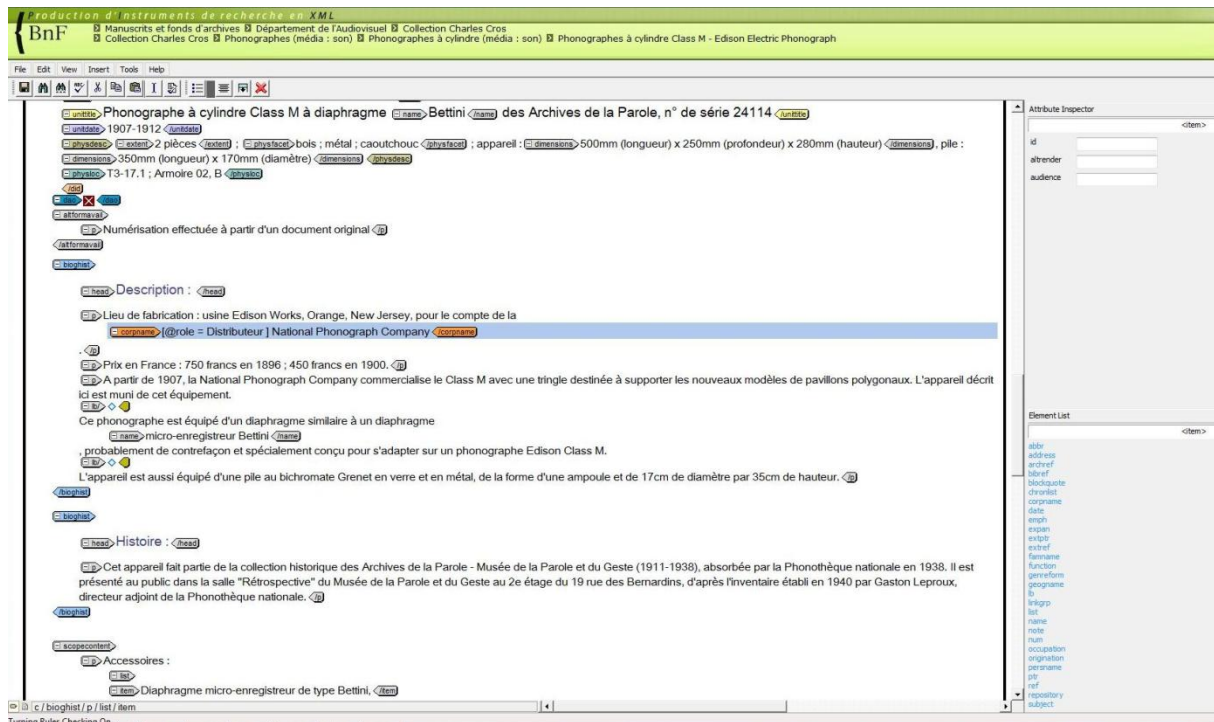 Production d'instruments de recherche en XML
BnF
Manuscrits et fonds d'archives Département de l'Audiovisuel Collection Charles Cros
Collection Charles Cros Phonographes (média : son) Phonographes à cylindre (média : son) Phonographes à cylindre Class M - Edison Electric Phonograph
File Edit View Insert Tools Help
unittitle Phonographe à cylindre Class M à diaphragme name Bettini /name des Archives de la Parole, n° de série 24114 /unittitle
unitdate 1907-1912 /unitdate
physdesc extent 2 pièces /extent ; physfacet bois ; métal ; caoutchouc /physfacet ; appareil : dimensions 500mm (longueur) x 250mm (profondeur) x 280mm (hauteur) /dimensions , pile :
dimensions 350mm (longueur) x 170mm (diamètre) /dimensions /physdesc
physloc T3-17.1 ; Armoire 02, B /physloc
/did
dao /dao
altformavail
p Numérisation effectuée à partir d'un document original /p
/altformavail
bioghist
head Description : /head
p Lieu de fabrication : usine Edison Works, Orange, New Jersey, pour le compte de la
corpname [@role = Distributeur ] National Phonograph Company /corpname
. /p
p Prix en France : 750 francs en 1896 ; 450 francs en 1900. /p
p A partir de 1907, la National Phonograph Company commercialise le Class M avec une tringle destinée à supporter les nouveaux modèles de pavillons polygonaux. L'appareil décrit
ici est muni de cet équipement.
lb/
Ce phonographe est équipé d'un diaphragme similaire à un diaphragme
name micro-enregistreur Bettini /name
, probablement de contrefaçon et spécialement conçu pour s'adapter sur un phonographe Edison Class M.
lb/
L'appareil est aussi équipé d'une pile au bichromate Grenet en verre et en métal, de la forme d'une ampoule et de 17cm de diamètre par 35cm de hauteur. /p
/bioghist
bioghist
head Histoire : /head
p Cet appareil fait partie de la collection historique des Archives de la Parole - Musée de la Parole et du Geste (1911-1938), absorbée par la Phonothèque nationale en 1938. Il est
présenté au public dans la salle "Rétrospective" du Musée de la Parole et du Geste au 2e étage du 19 rue des Bernardins, d'après l'inventaire établi en 1940 par Gaston Leproux,
directeur adjoint de la Phonothèque nationale. /p
/bioghist
scopecontent
p Accessoires :
list
item Diaphragme micro-enregistreur de type Bettini, /item
c / bioghist / p / list / item
Turning Ruler Checking On
Attribute Inspector
<item>
id
altrender
audience
Element List
<item>
abbr
address
archref
bibref
blockquote
chronlist
corpname
date
emph
expan
extptr
extref
famname
function
genreform
geogname
lb
linkgrp
list
name
note
num
occupation
origination
persname
ptr
ref
repository
subject